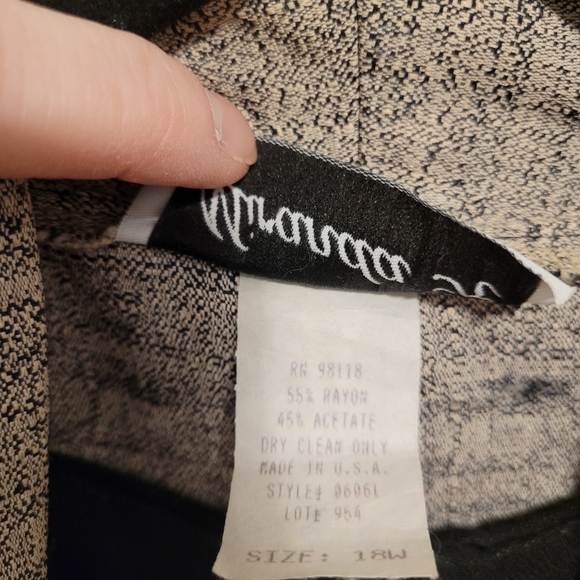 RN 98118
55% RAYON
45% ACETATE
DRY CLEAN ONLY
MADE IN U.S.A.
STYLE# 0606L
LOT# 964
SIZE: 18W